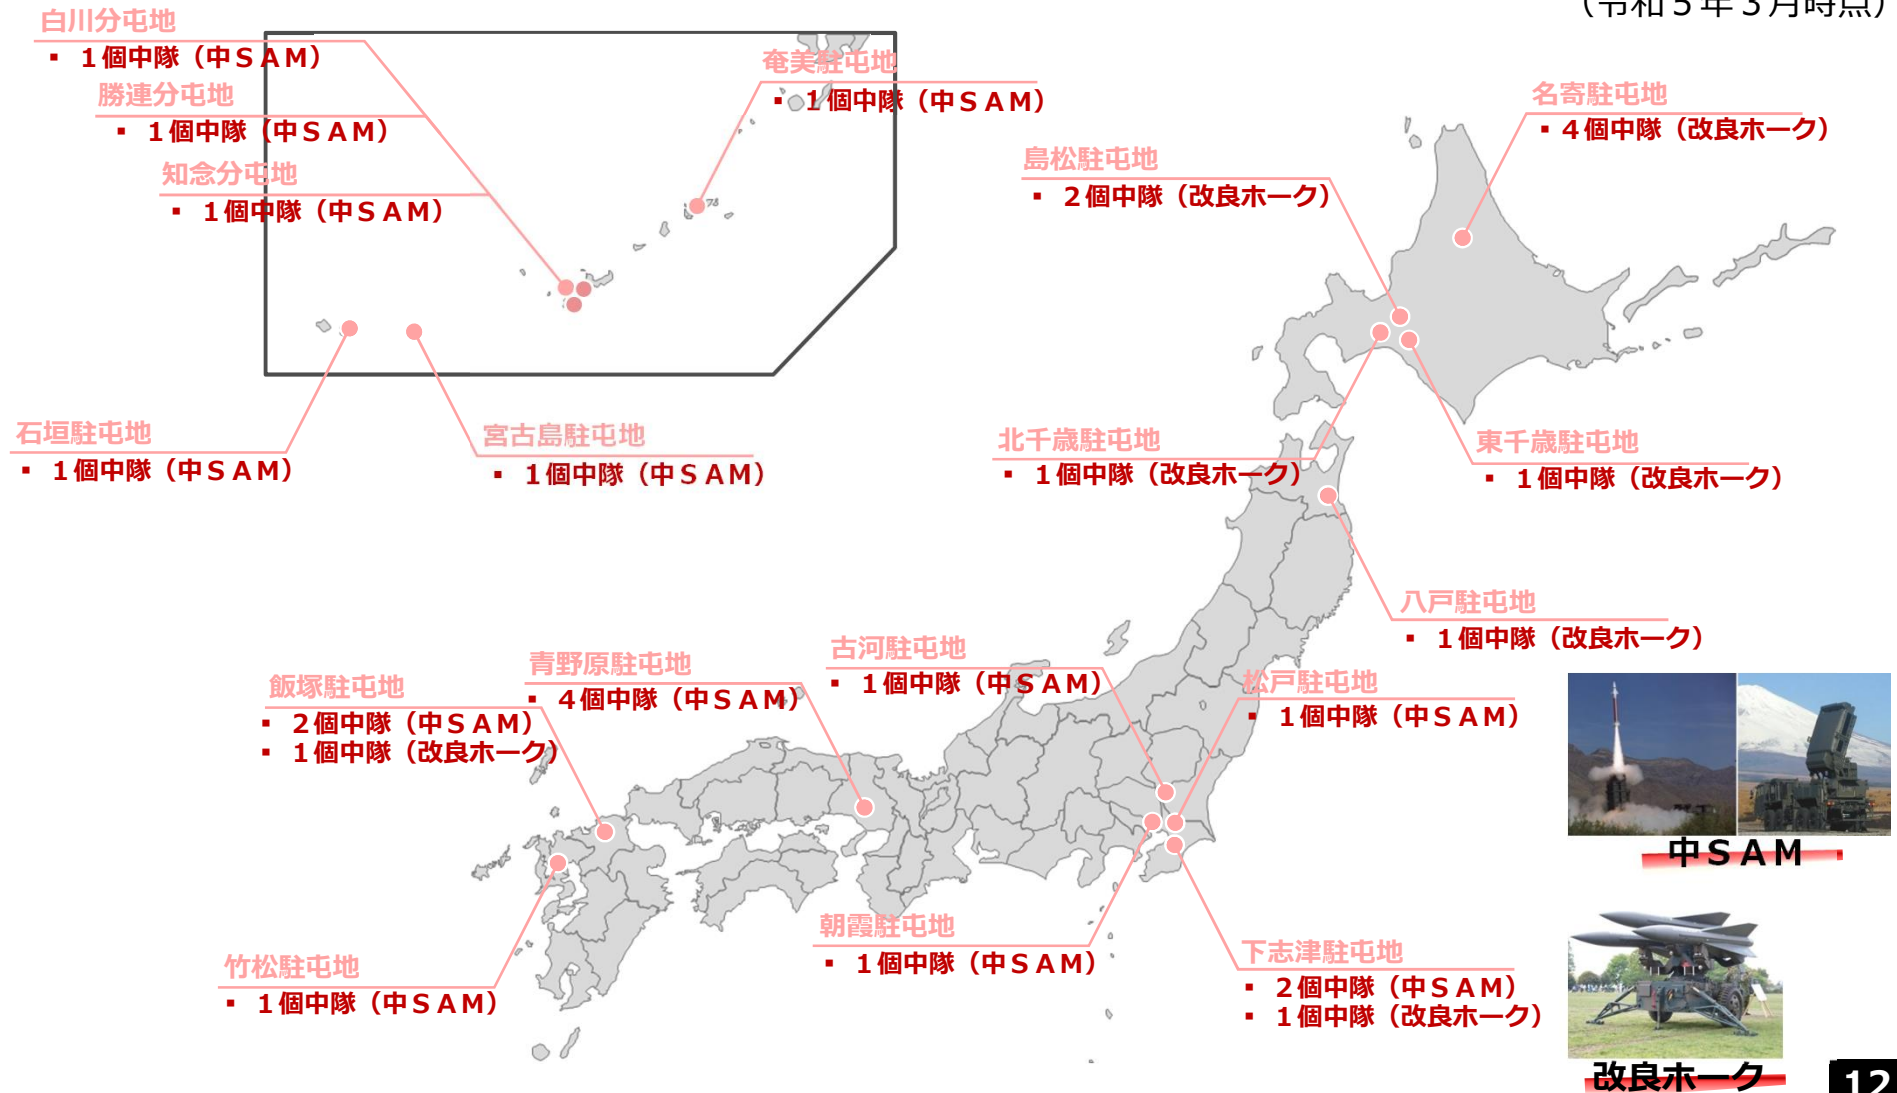 （令和５年３月時点）
白川分屯地
▪ １個中隊（中ＳＡＭ）
勝連分屯地
▪ １個中隊（中ＳＡＭ）
知念分屯地
▪ １個中隊（中ＳＡＭ）
奄美駐屯地
▪ １個中隊（中ＳＡＭ）
名寄駐屯地
▪ ４個中隊（改良ホーク）
島松駐屯地
▪ ２個中隊（改良ホーク）
石垣駐屯地
▪ １個中隊（中ＳＡＭ）
宮古島駐屯地
▪ １個中隊（中ＳＡＭ）
北千歳駐屯地
▪ １個中隊（改良ホーク）
東千歳駐屯地
▪ １個中隊（改良ホーク）
八戸駐屯地
▪ １個中隊（改良ホーク）
飯塚駐屯地
▪ ２個中隊（中ＳＡＭ）
▪ １個中隊（改良ホーク）
青野原駐屯地
▪ ４個中隊（中ＳＡＭ）
古河駐屯地
▪ １個中隊（中ＳＡＭ）
松戸駐屯地
▪ １個中隊（中ＳＡＭ）
中ＳＡＭ
竹松駐屯地
▪ １個中隊（中ＳＡＭ）
朝霞駐屯地
▪ １個中隊（中ＳＡＭ）
下志津駐屯地
▪ ２個中隊（中ＳＡＭ）
▪ １個中隊（改良ホーク）
改良ホーク
12